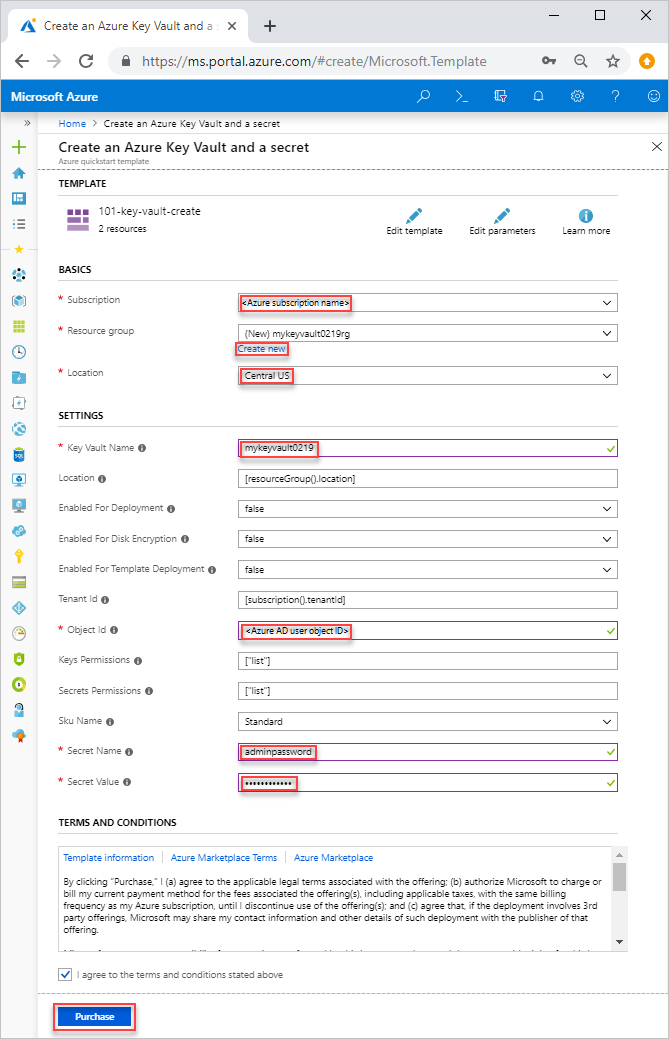 Create an Azure Key Vault and a s
https://ms.portal.azure.com/#create/Microsoft.Template
Microsoft Azure
Home > Create an Azure Key Vault and a secret
Create an Azure Key Vault and a secret
Azure quickstart template
TEMPLATE
101-key-vault-create
2 resources
Edit template Edit parameters Learn more
BASICS
* Subscription <Azure subscription name>
* Resource group (New) mykeyvault0219rg
Create new
* Location Central US
SETTINGS
* Key Vault Name mykeyvault0219
Location [resourceGroup().location]
Enabled For Deployment false
Enabled For Disk Encryption false
Enabled For Template Deployment false
Tenant Id [subscription().tenantId]
* Object Id <Azure AD user object ID>
Keys Permissions ["list"]
Secrets Permissions ["list"]
Sku Name Standard
* Secret Name adminpassword
* Secret Value ••••••••••••
TERMS AND CONDITIONS
Template information | Azure Marketplace Terms | Azure Marketplace
By clicking "Purchase," I (a) agree to the applicable legal terms associated with the offering; (b) authorize Microsoft to charge or
bill my current payment method for the fees associated the offering(s), including applicable taxes, with the same billing
frequency as my Azure subscription, until I discontinue use of the offering(s); and (c) agree that, if the deployment involves 3rd
party offerings, Microsoft may share my contact information and other details of such deployment with the publisher of that
offering.
I agree to the terms and conditions stated above
Purchase